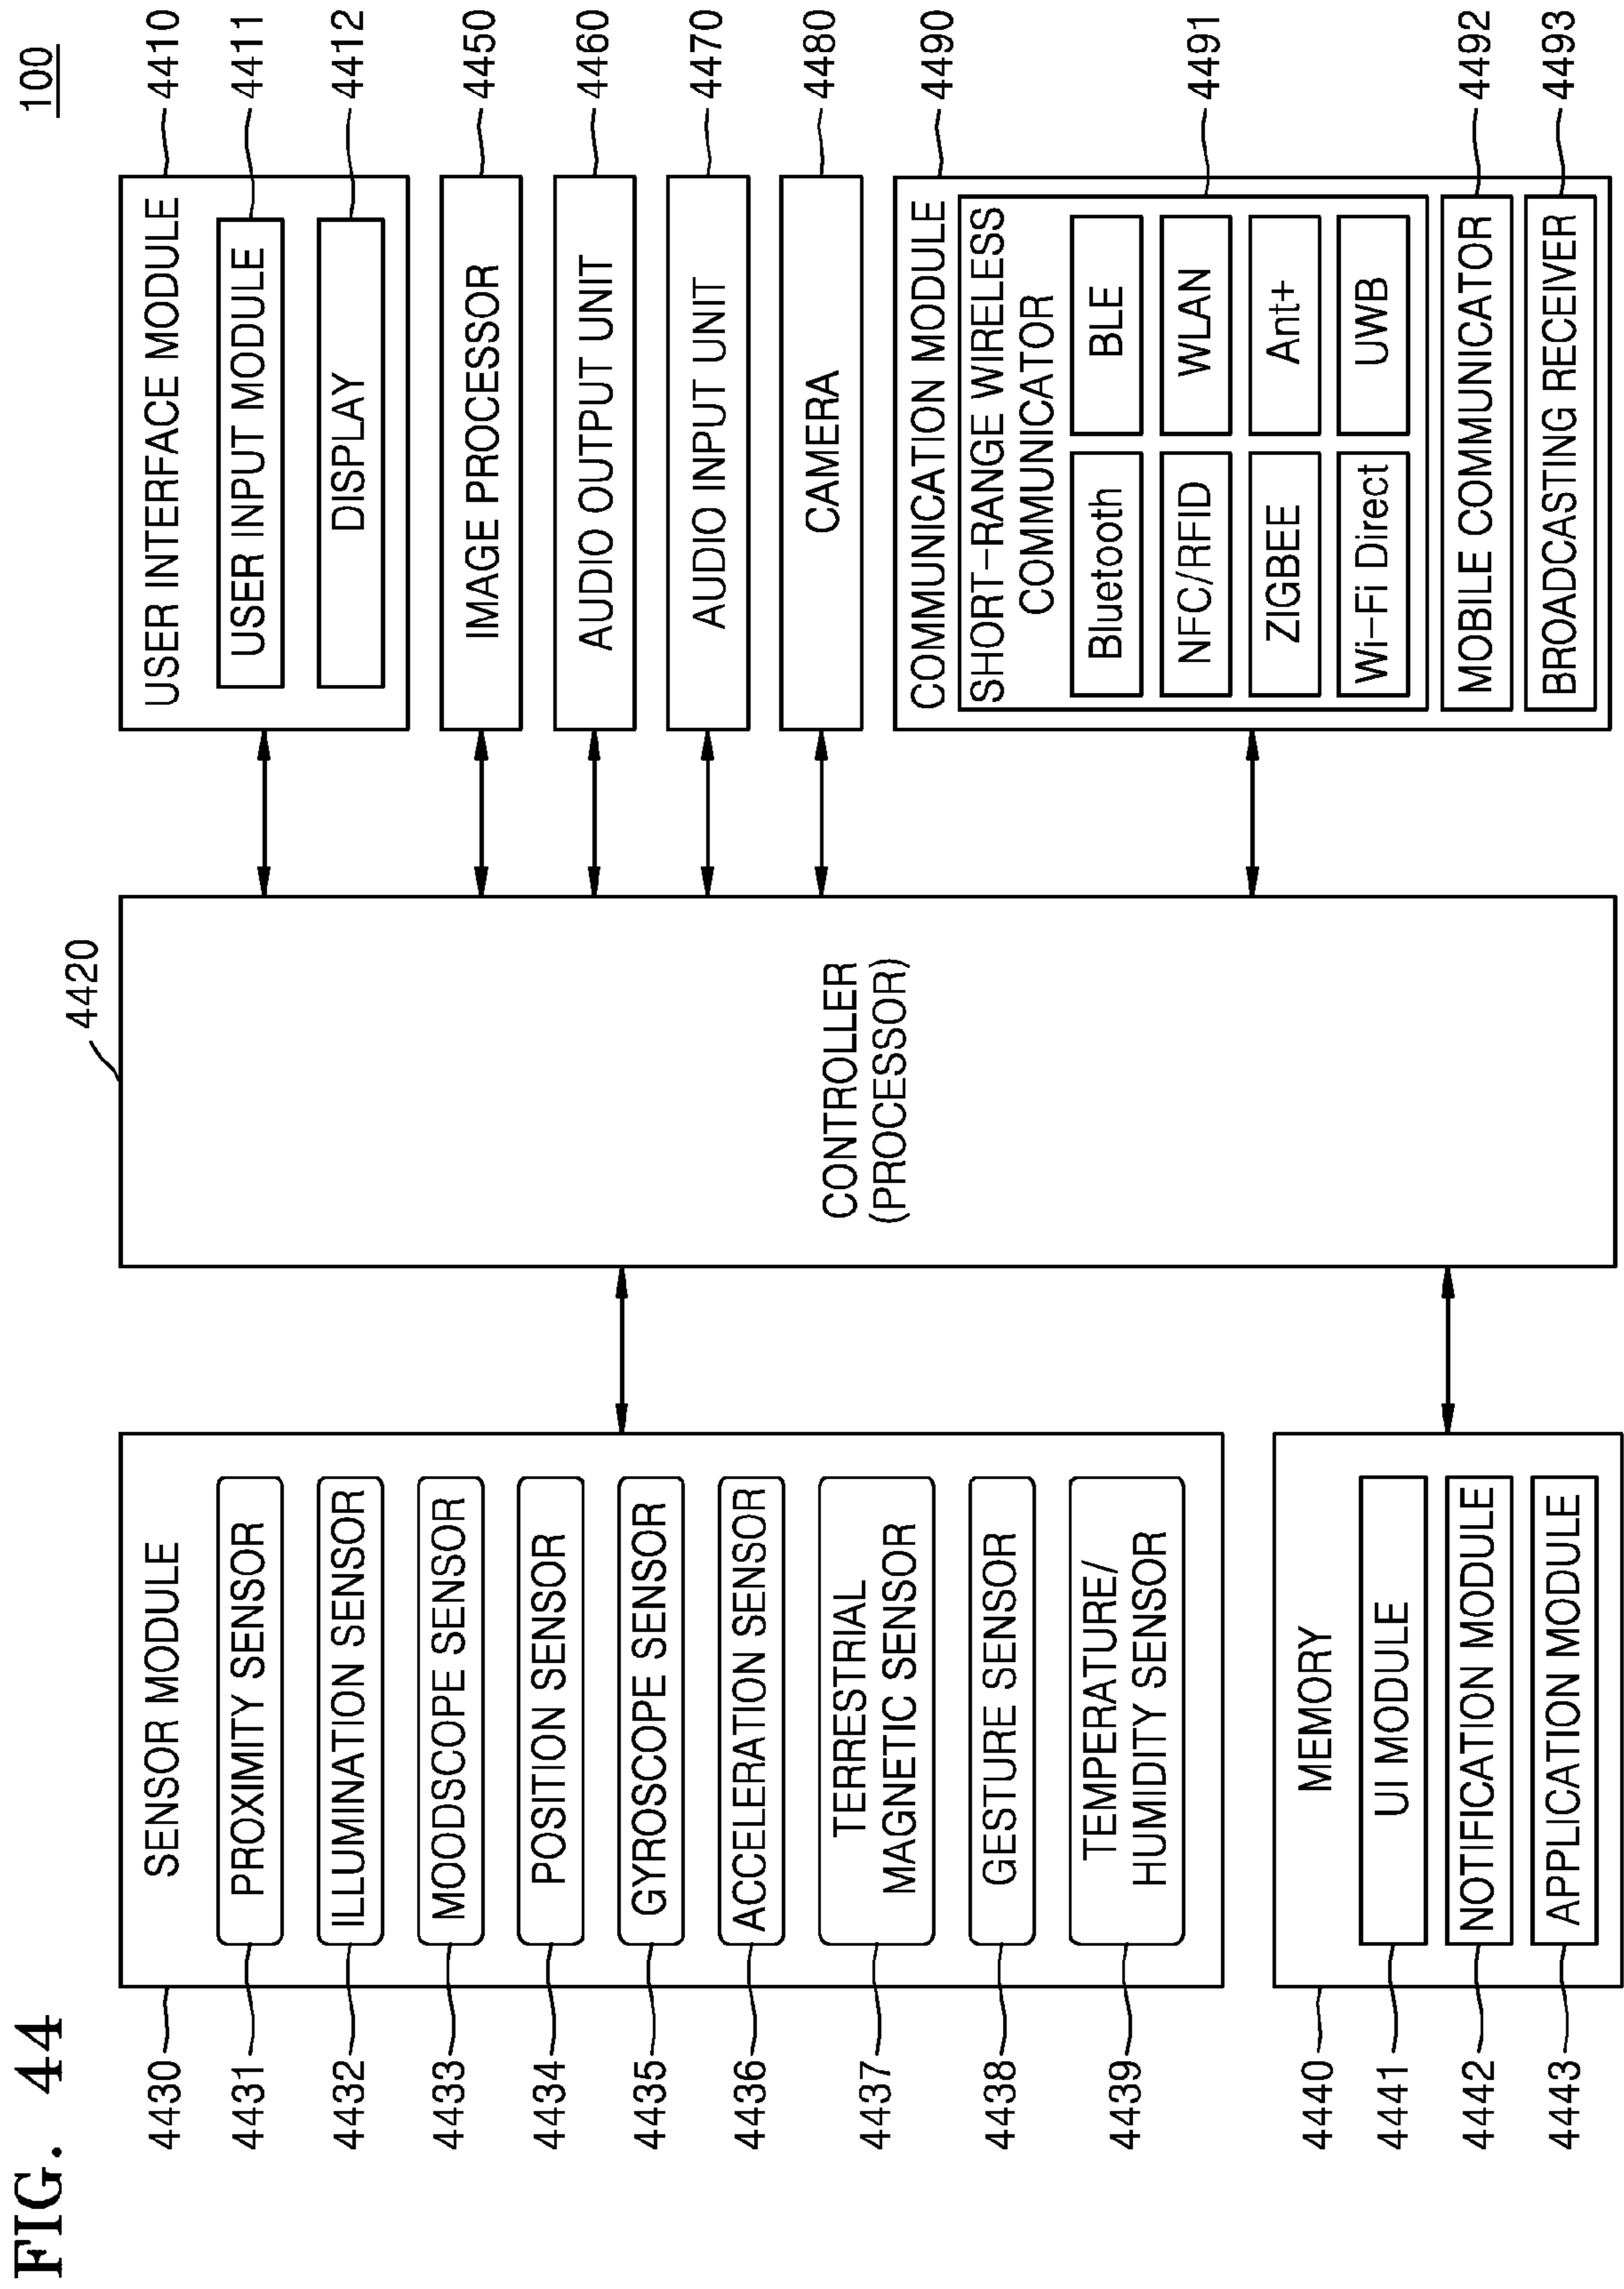 FIG. 44
100
4430
SENSOR MODULE
4431
PROXIMITY SENSOR
4432
ILLUMINATION SENSOR
4433
MOODSCOPE SENSOR
4434
POSITION SENSOR
4435
GYROSCOPE SENSOR
4436
ACCELERATION SENSOR
4437
TERRESTRIAL
MAGNETIC SENSOR
4438
GESTURE SENSOR
4439
TEMPERATURE/
HUMIDITY SENSOR
4440
MEMORY
4441
UI MODULE
4442
NOTIFICATION MODULE
4443
APPLICATION MODULE
4420
CONTROLLER
(PROCESSOR)
USER INTERFACE MODULE
4410
USER INPUT MODULE
4411
DISPLAY
4412
IMAGE PROCESSOR
4450
AUDIO OUTPUT UNIT
4460
AUDIO INPUT UNIT
4470
CAMERA
4480
COMMUNICATION MODULE
4490
SHORT-RANGE WIRELESS
COMMUNICATOR
4491
Bluetooth
BLE
NFC/RFID
WLAN
ZIGBEE
Ant+
Wi-Fi Direct
UWB
MOBILE COMMUNICATOR
4492
BROADCASTING RECEIVER
4493